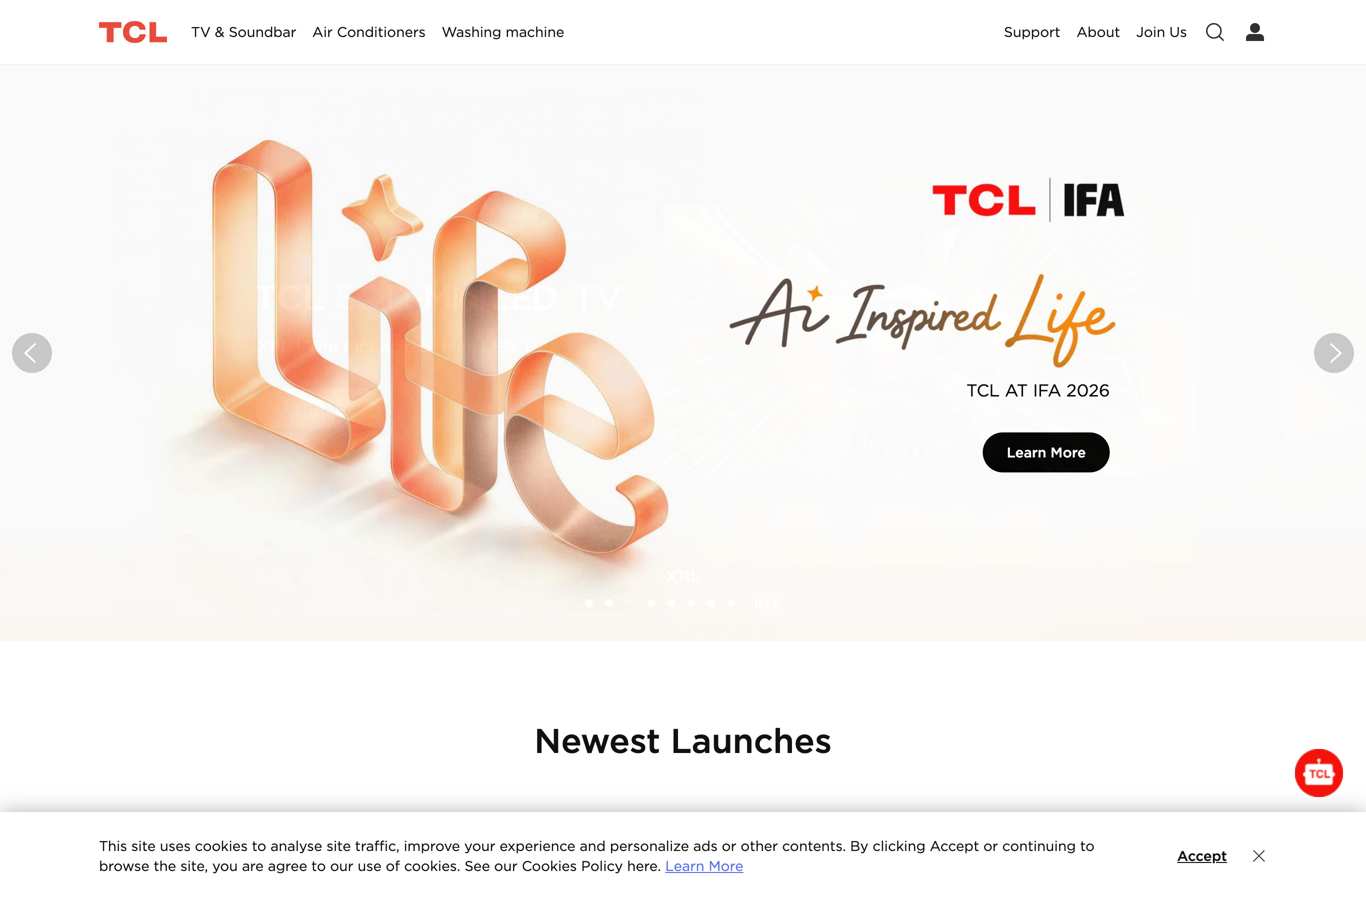 TCL TV & Soundbar Air Conditioners Washing machine Support About Join Us
Life
TCL | IFA
Ai Inspired Life
TCL AT IFA 2026
Learn More
Newest Launches
TCL
This site uses cookies to analyse site traffic, improve your experience and personalize ads or other contents. By clicking Accept or continuing to
browse the site, you are agree to our use of cookies. See our Cookies Policy here. Learn More
Accept